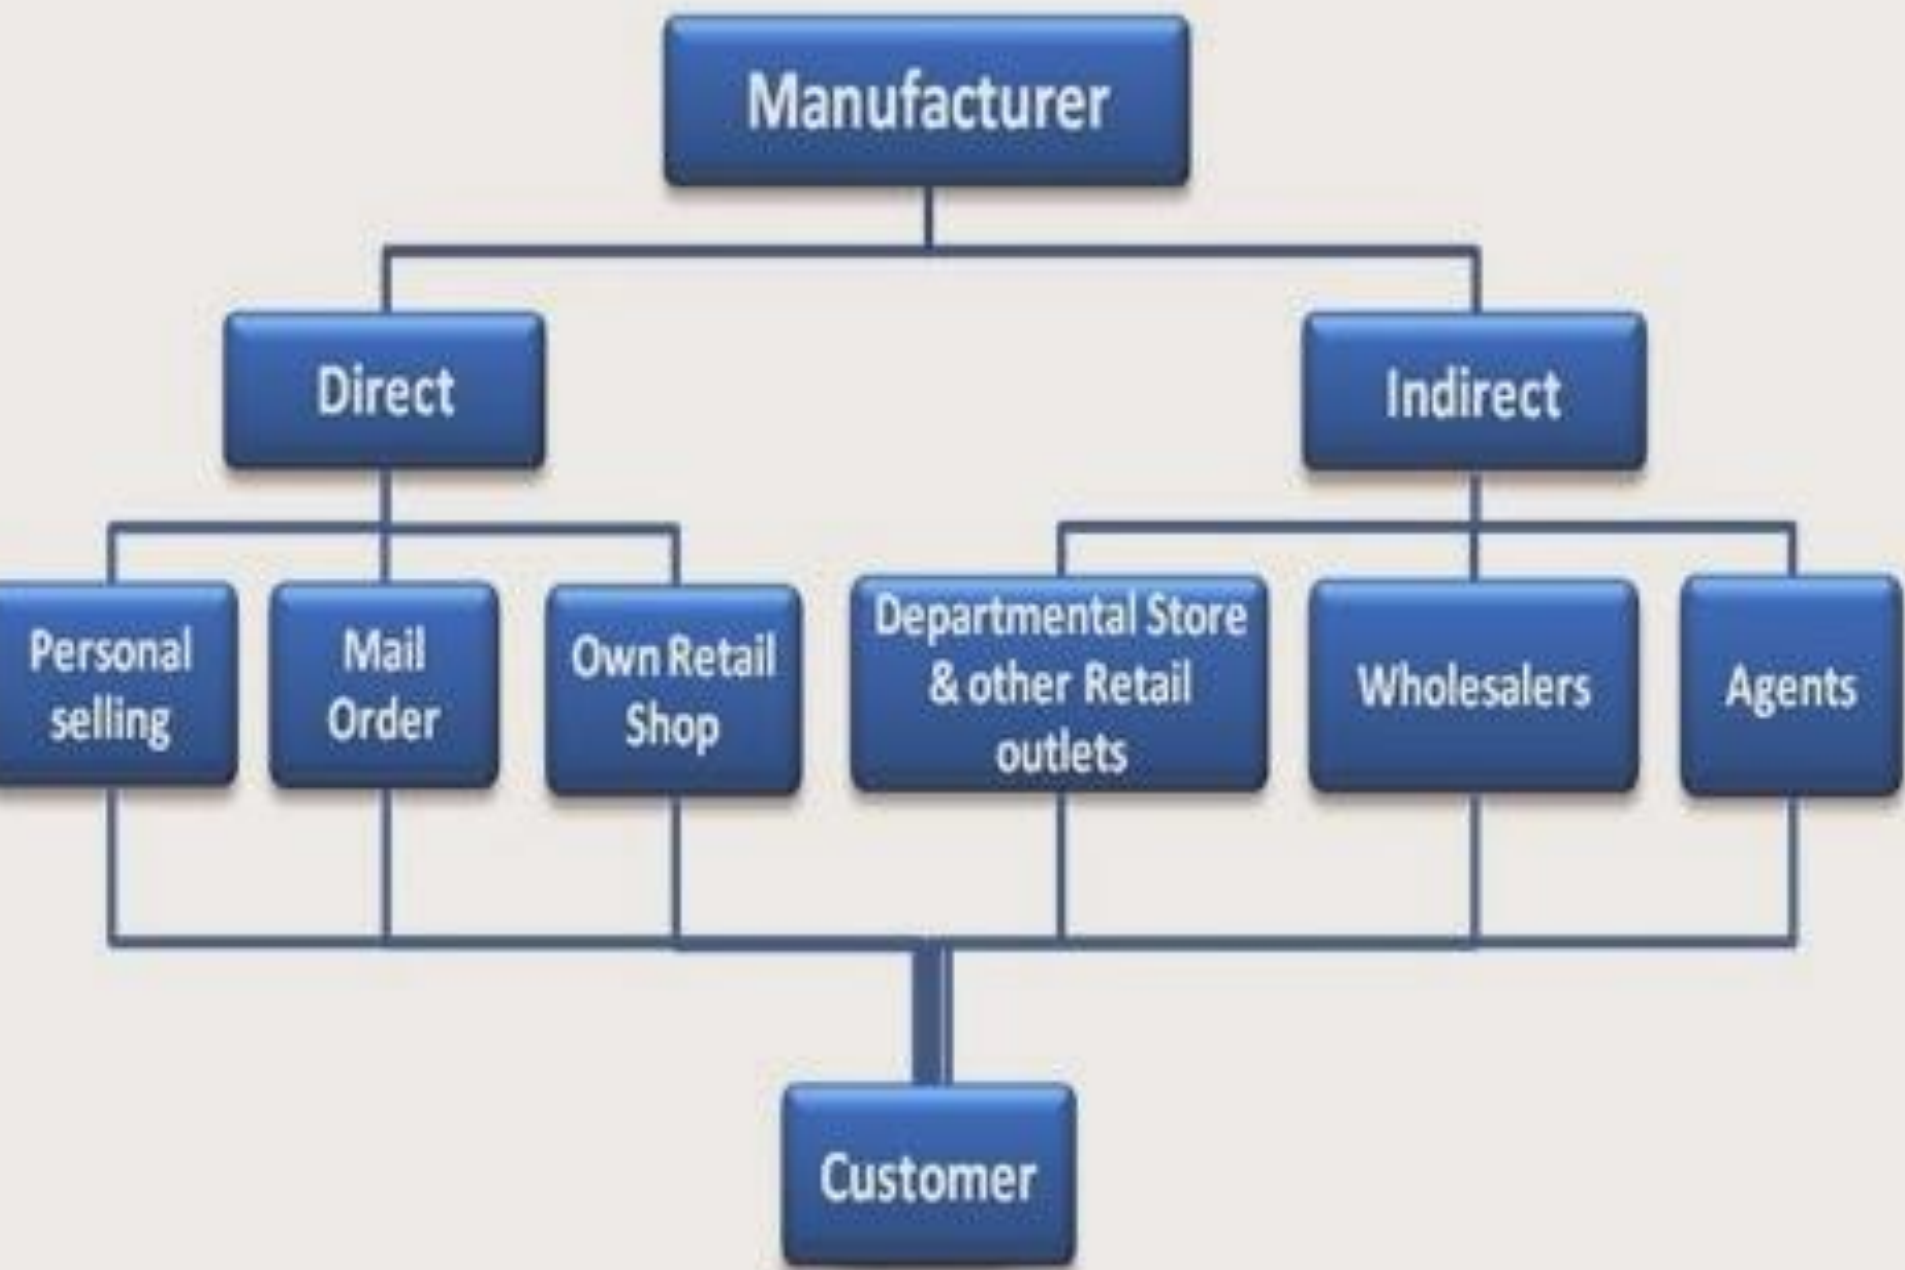 Manufacturer
Direct
Indirect
Personal
selling
Mail
Order
Own Retail
Shop
Departmental Store
& other Retail
outlets
Wholesalers
Agents
Customer